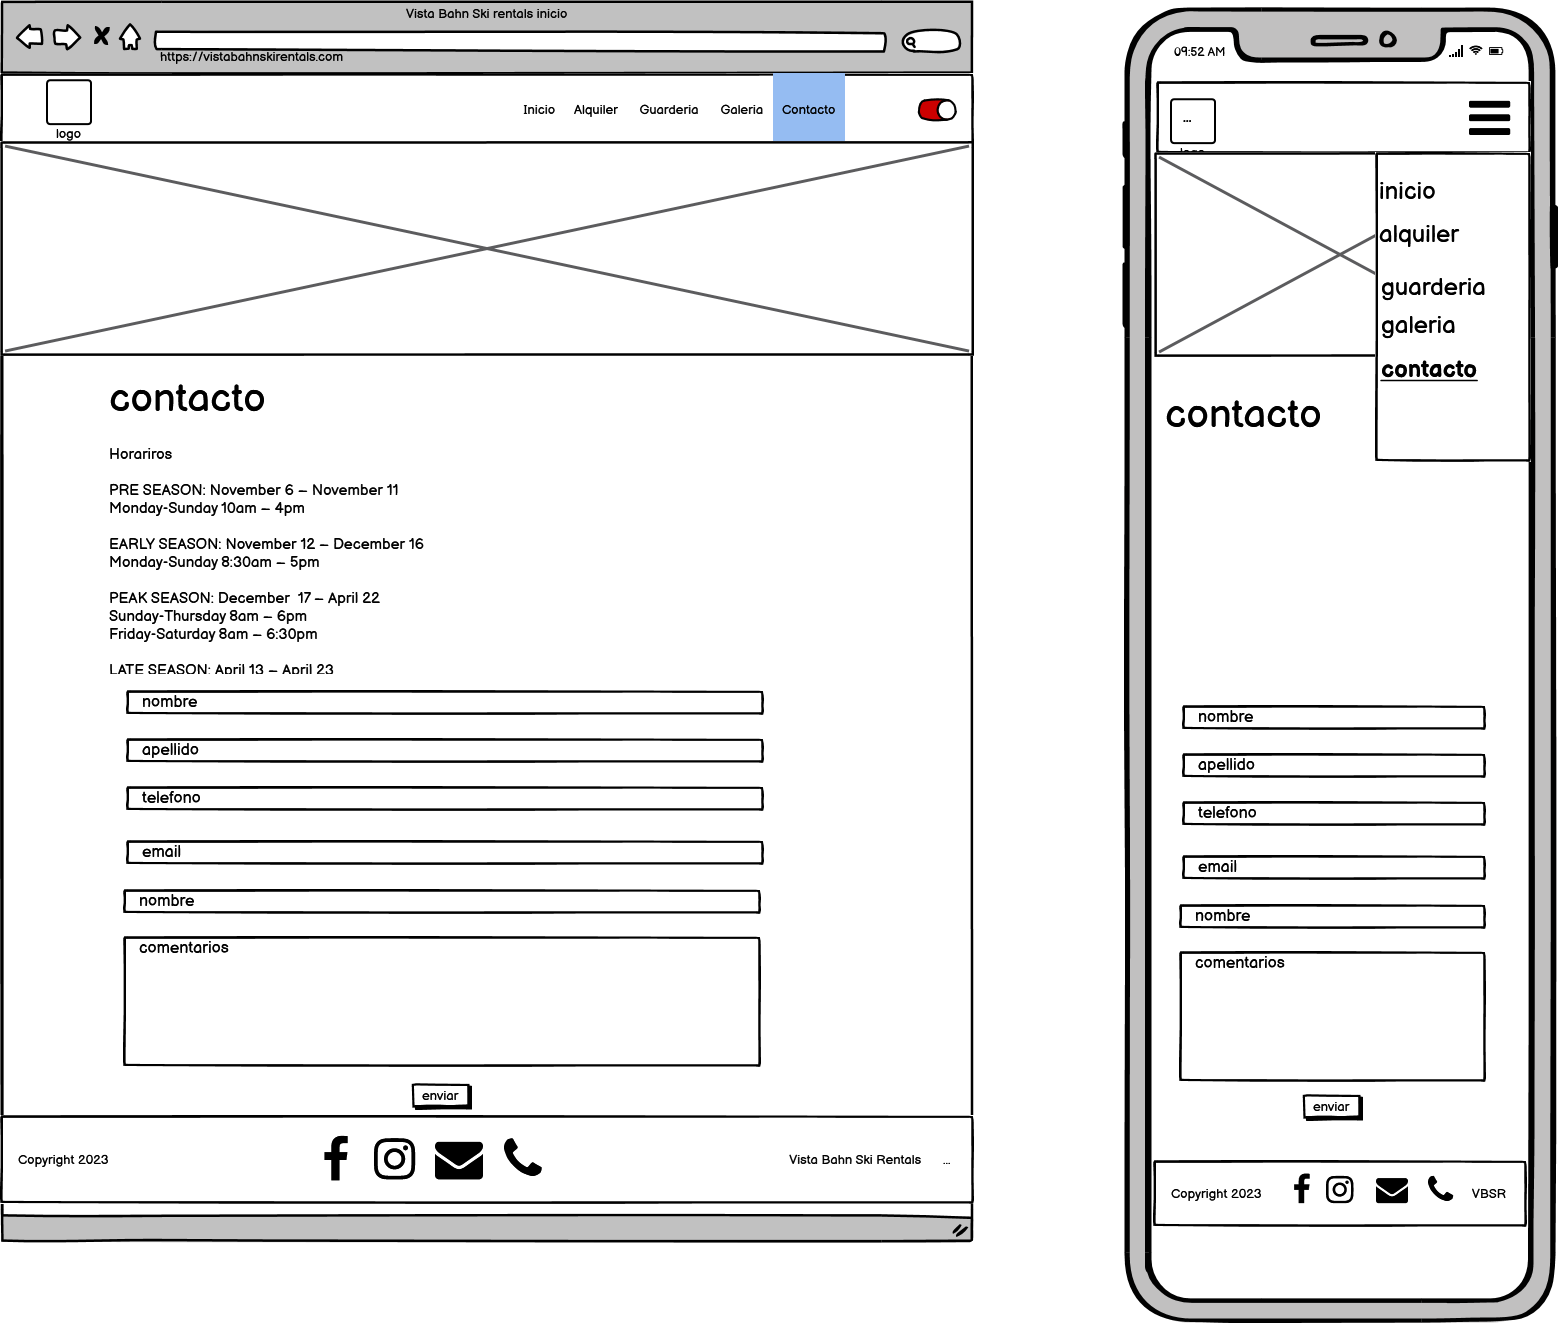 Vista Bahn Ski rentals inicio
https://vistabahnskirentals.com
logo
Inicio Alquiler Guarderia Galeria Contacto
contacto
Horariros
PRE SEASON: November 6 – November 11
Monday-Sunday 10am – 4pm
EARLY SEASON: November 12 – December 16
Monday-Sunday 8:30am – 5pm
PEAK SEASON: December  17 – April 22
Sunday-Thursday 8am – 6pm
Friday-Saturday 8am – 6:30pm
LATE SEASON: April 13 – April 23
nombre
apellido
telefono
email
nombre
comentarios
enviar
Copyright 2023
Vista Bahn Ski Rentals ...
09:52 AM
...
logo
inicio
alquiler
guarderia
galeria
contacto
contacto
nombre
apellido
telefono
email
nombre
comentarios
enviar
Copyright 2023
VBSR